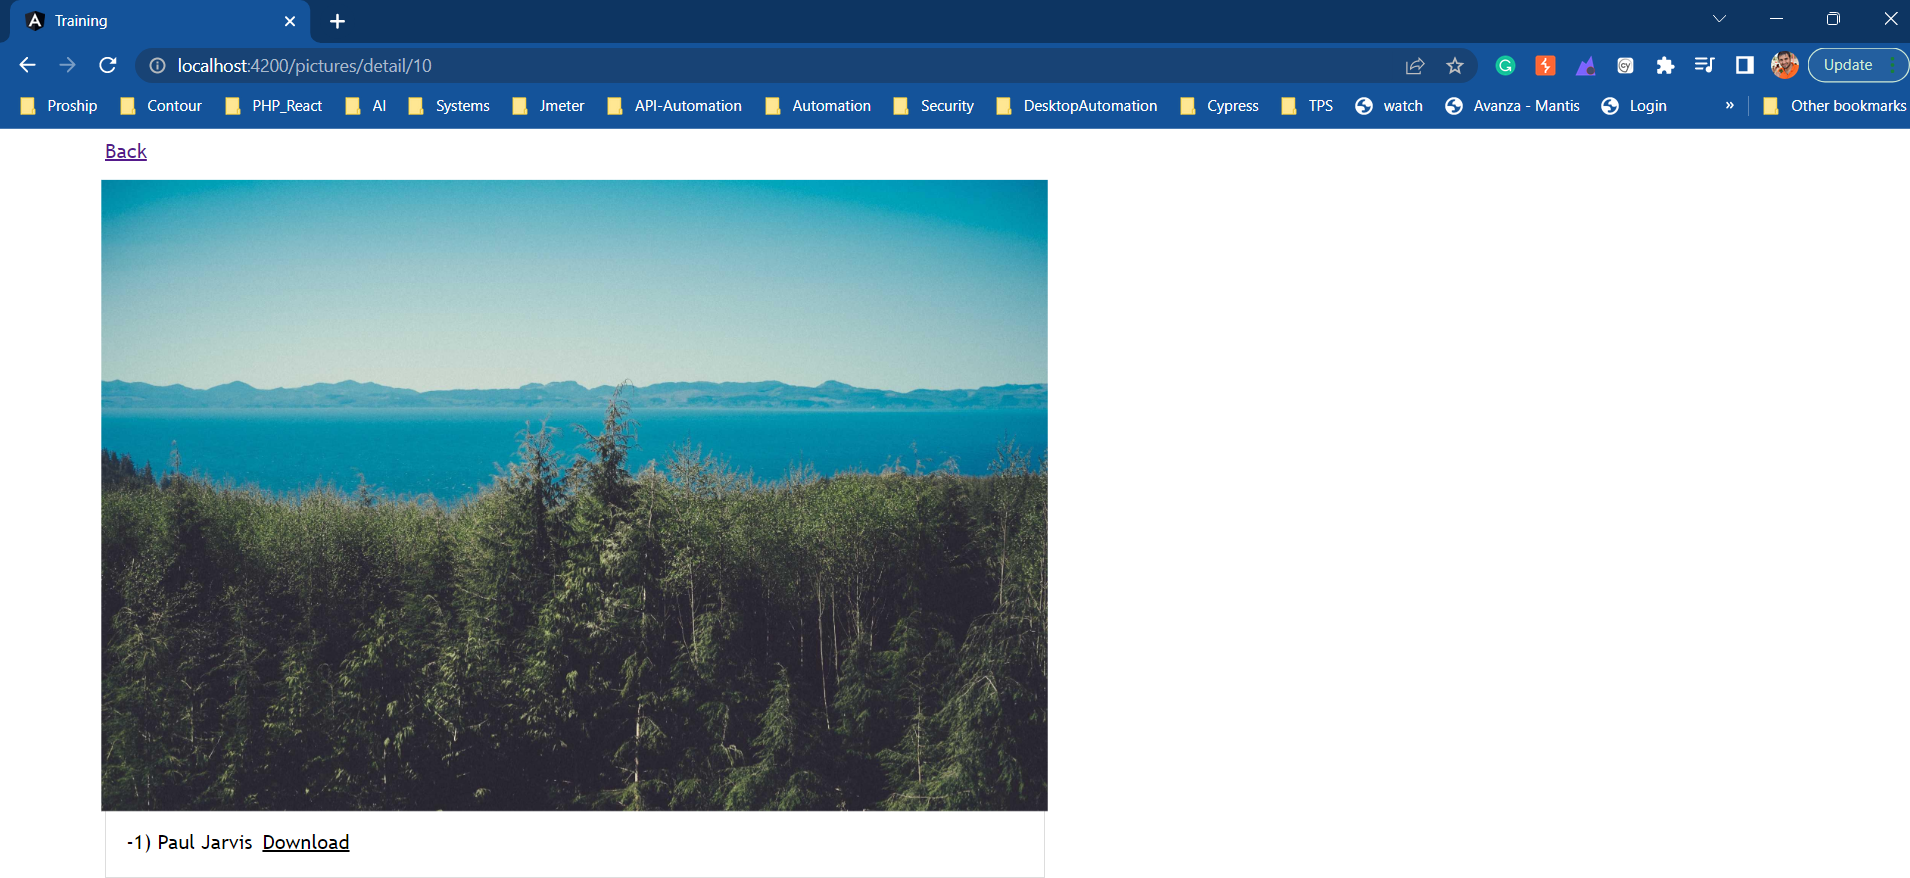 Training
localhost:4200/pictures/detail/10
Update
Proship Contour PHP_React AI Systems Jmeter API-Automation Automation Security DesktopAutomation Cypress TPS watch Avanza - Mantis Login » Other bookmarks
Back
-1) Paul Jarvis Download